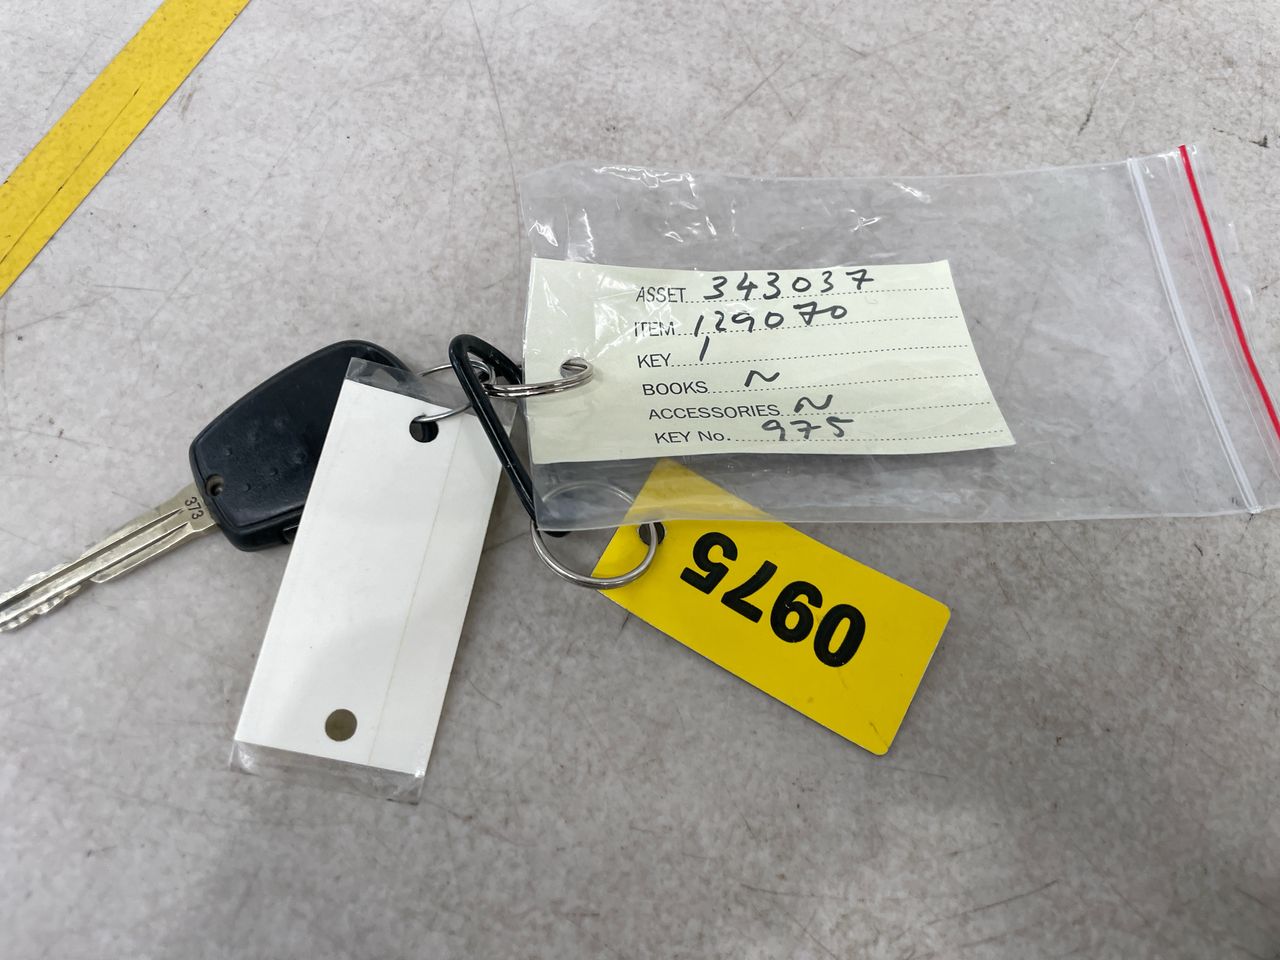 ASSET 343037
ITEM 129070
KEY 1
BOOKS ~
ACCESSORIES ~
KEY No. 975
373
0975